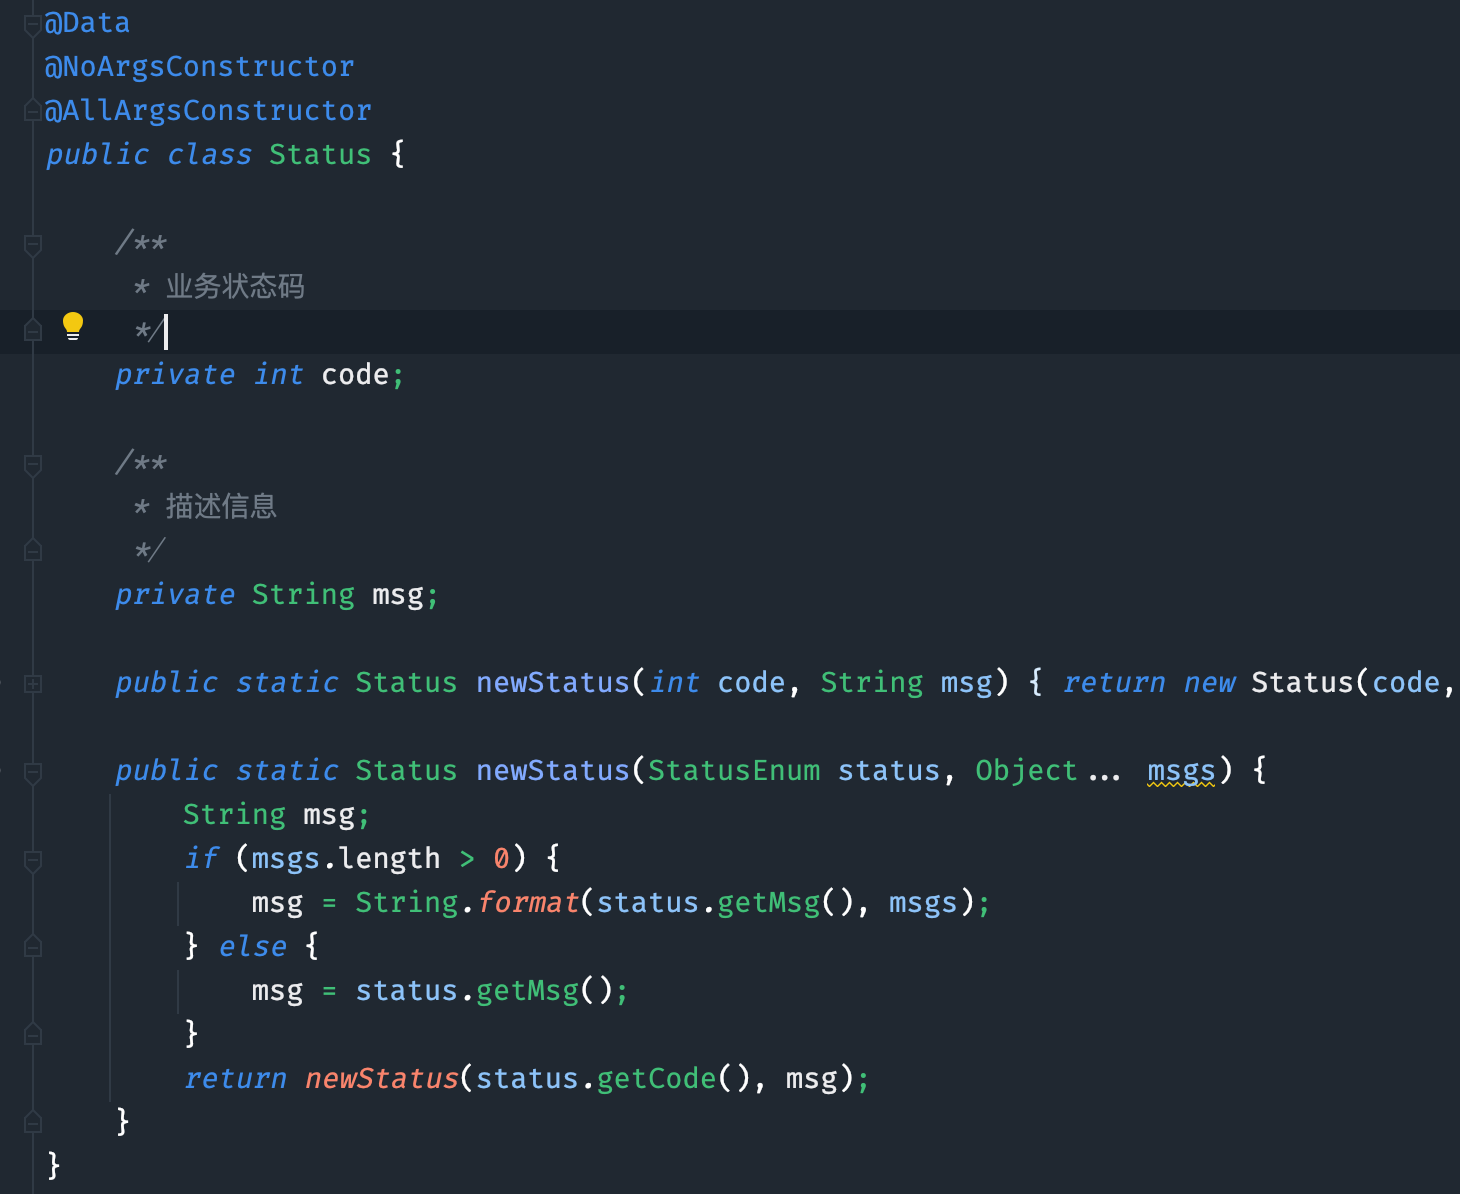 @Data
@NoArgsConstructor
@AllArgsConstructor
public class Status {
/**
* 业务状态码
*/
private int code;
/**
* 描述信息
*/
private String msg;
public static Status newStatus(int code, String msg) { return new Status(code,
public static Status newStatus(StatusEnum status, Object... msgs) {
String msg;
if (msgs.length > 0) {
msg = String.format(status.getMsg(), msgs);
} else {
msg = status.getMsg();
}
return newStatus(status.getCode(), msg);
}
}